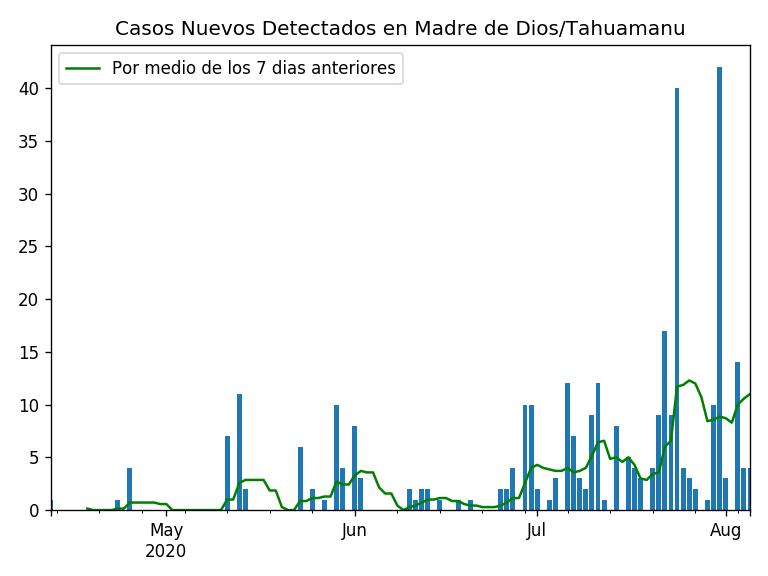 Casos Nuevos Detectados en Madre de Dios/Tahuamanu
Por medio de los 7 dias anteriores
40
35
30
25
20
15
10
5
0
May
2020
Jun
Jul
Aug